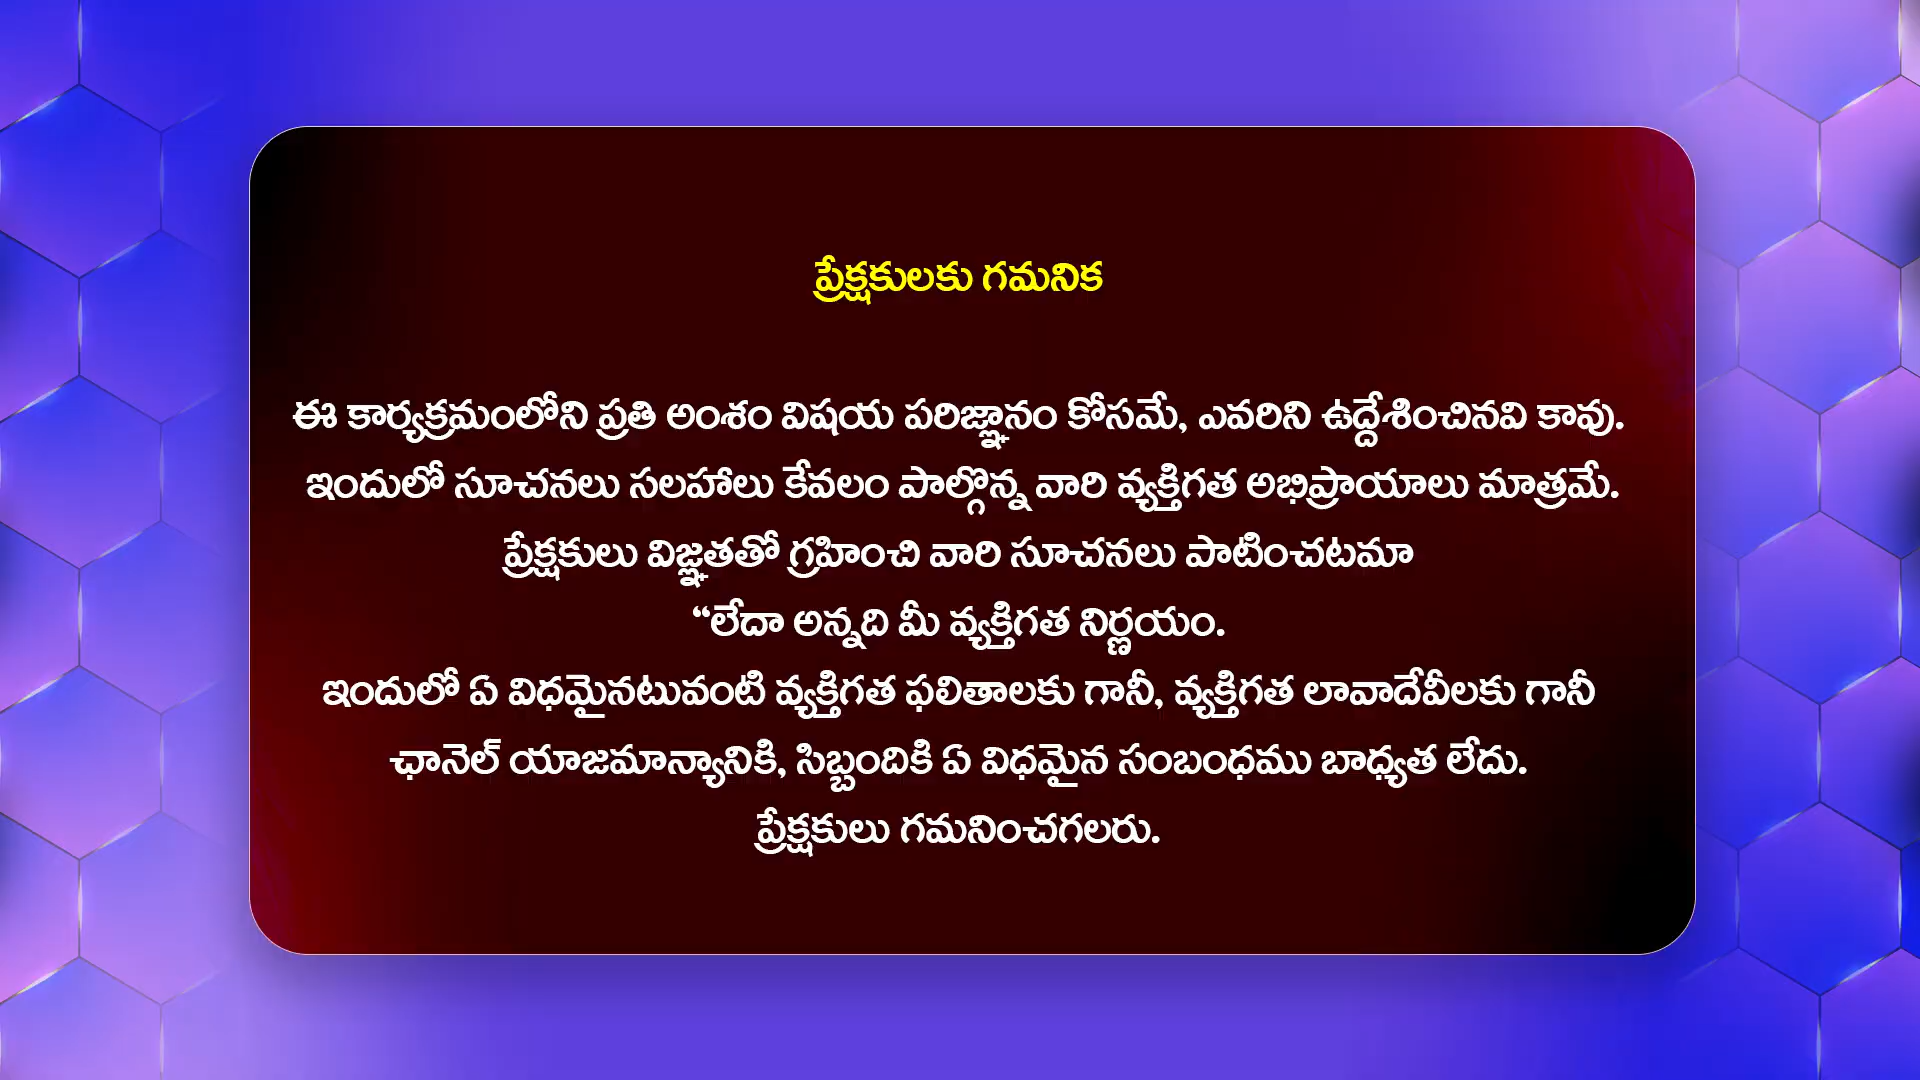 ప్రేక్షకులకు గమనిక
ఈ కార్యక్రమంలోని ప్రతి అంశం విషయ పరిజ్ఞానం కోసమే, ఎవరిని ఉద్దేశించినవి కావు.
ఇందులో సూచనలు సలహాలు కేవలం పాల్గొన్న వారి వ్యక్తిగత అభిప్రాయాలు మాత్రమే.
ప్రేక్షకులు విజ్ఞతతో గ్రహించి వారి సూచనలు పాటించటమా
“లేదా అన్నది మీ వ్యక్తిగత నిర్ణయం.
ఇందులో ఏ విధమైనటువంటి వ్యక్తిగత ఫలితాలకు గానీ, వ్యక్తిగత లావాదేవీలకు గానీ
ఛానెల్ యాజమాన్యానికి, సిబ్బందికి ఏ విధమైన సంబంధము బాధ్యత లేదు.
ప్రేక్షకులు గమనించగలరు.